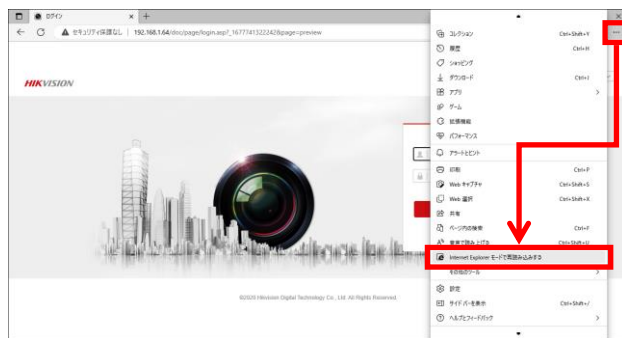 ログイン
セキュリティ保護なし
192.168.1.64/doc/page/login.asp?_1677413222428&page=preview
HIKVISION
コレクション Ctrl+Shift+Y
履歴 Ctrl+H
ショッピング
ダウンロード Ctrl+J
アプリ
ゲーム
拡張機能
パフォーマンス
アラートとヒント
印刷 Ctrl+P
Web キャプチャ Ctrl+Shift+S
Web 選択 Ctrl+Shift+X
共有
ページ内の検索 Ctrl+F
音声で読み上げる Ctrl+Shift+U
Internet Explorer モードで再読み込みする
その他のツール
設定
サイド バーを表示 Ctrl+Shift+/
ヘルプとフィードバック
©2020 Hikvision Digital Technology Co., Ltd. All Rights Reserved.